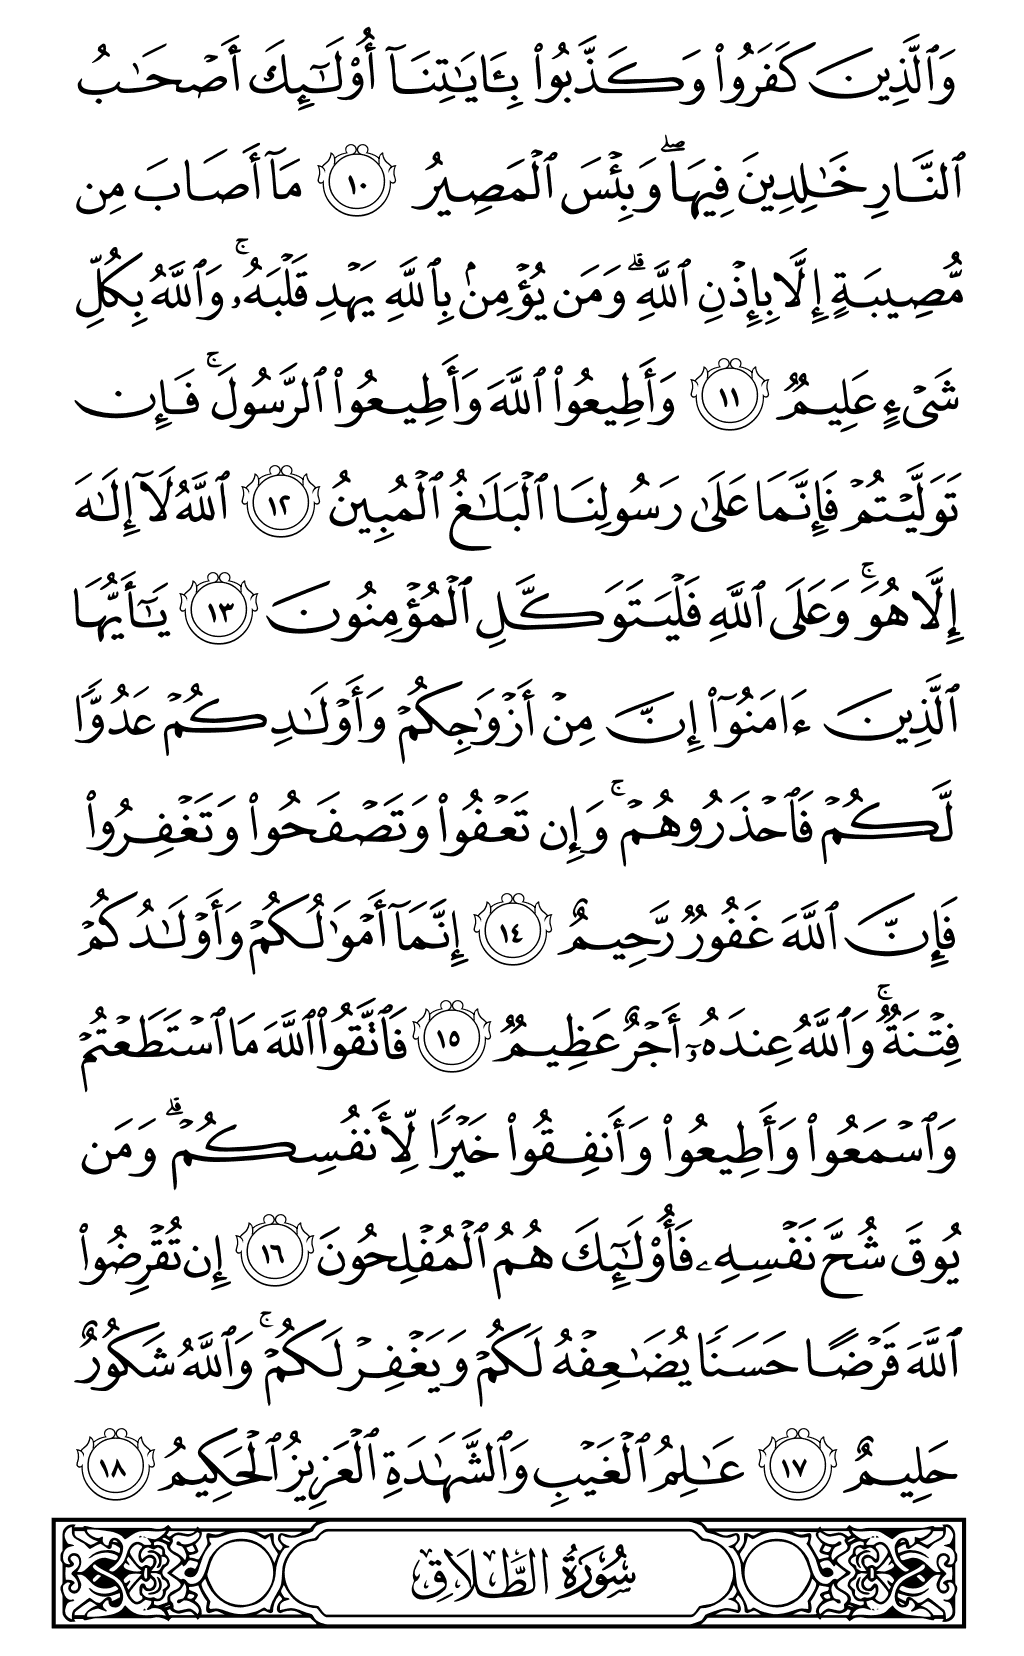 وَٱلَّذِينَ كَفَرُوا۟ وَكَذَّبُوا۟ بِـَٔايَـٰتِنَآ أُو۟لَـٰٓئِكَ أَصْحَـٰبُ
ٱلنَّارِ خَـٰلِدِينَ فِيهَا ۖ وَبِئْسَ ٱلْمَصِيرُ ١٠ مَآ أَصَابَ مِن
مُّصِيبَةٍ إِلَّا بِإِذْنِ ٱللَّهِ ۗ وَمَن يُؤْمِنۢ بِٱللَّهِ يَهْدِ قَلْبَهُۥ ۚ وَٱللَّهُ بِكُلِّ
شَىْءٍ عَلِيمٌ ١١ وَأَطِيعُوا۟ ٱللَّهَ وَأَطِيعُوا۟ ٱلرَّسُولَ ۚ فَإِن
تَوَلَّيْتُمْ فَإِنَّمَا عَلَىٰ رَسُولِنَا ٱلْبَلَـٰغُ ٱلْمُبِينُ ١٢ ٱللَّهُ لَآ إِلَـٰهَ
إِلَّا هُوَ ۚ وَعَلَى ٱللَّهِ فَلْيَتَوَكَّلِ ٱلْمُؤْمِنُونَ ١٣ يَـٰٓأَيُّهَا
ٱلَّذِينَ ءَامَنُوٓا۟ إِنَّ مِنْ أَزْوَٰجِكُمْ وَأَوْلَـٰدِكُمْ عَدُوًّا
لَّكُمْ فَٱحْذَرُوهُمْ ۚ وَإِن تَعْفُوا۟ وَتَصْفَحُوا۟ وَتَغْفِرُوا۟
فَإِنَّ ٱللَّهَ غَفُورٌ رَّحِيمٌ ١٤ إِنَّمَآ أَمْوَٰلُكُمْ وَأَوْلَـٰدُكُمْ
فِتْنَةٌ ۚ وَٱللَّهُ عِندَهُۥٓ أَجْرٌ عَظِيمٌ ١٥ فَٱتَّقُوا۟ ٱللَّهَ مَا ٱسْتَطَعْتُمْ
وَٱسْمَعُوا۟ وَأَطِيعُوا۟ وَأَنفِقُوا۟ خَيْرًا لِّأَنفُسِكُمْ ۗ وَمَن
يُوقَ شُحَّ نَفْسِهِۦ فَأُو۟لَـٰٓئِكَ هُمُ ٱلْمُفْلِحُونَ ١٦ إِن تُقْرِضُوا۟
ٱللَّهَ قَرْضًا حَسَنًا يُضَـٰعِفْهُ لَكُمْ وَيَغْفِرْ لَكُمْ ۚ وَٱللَّهُ شَكُورٌ
حَلِيمٌ ١٧ عَـٰلِمُ ٱلْغَيْبِ وَٱلشَّهَـٰدَةِ ٱلْعَزِيزُ ٱلْحَكِيمُ ١٨
سُورَةُ الطَّلَاقِ